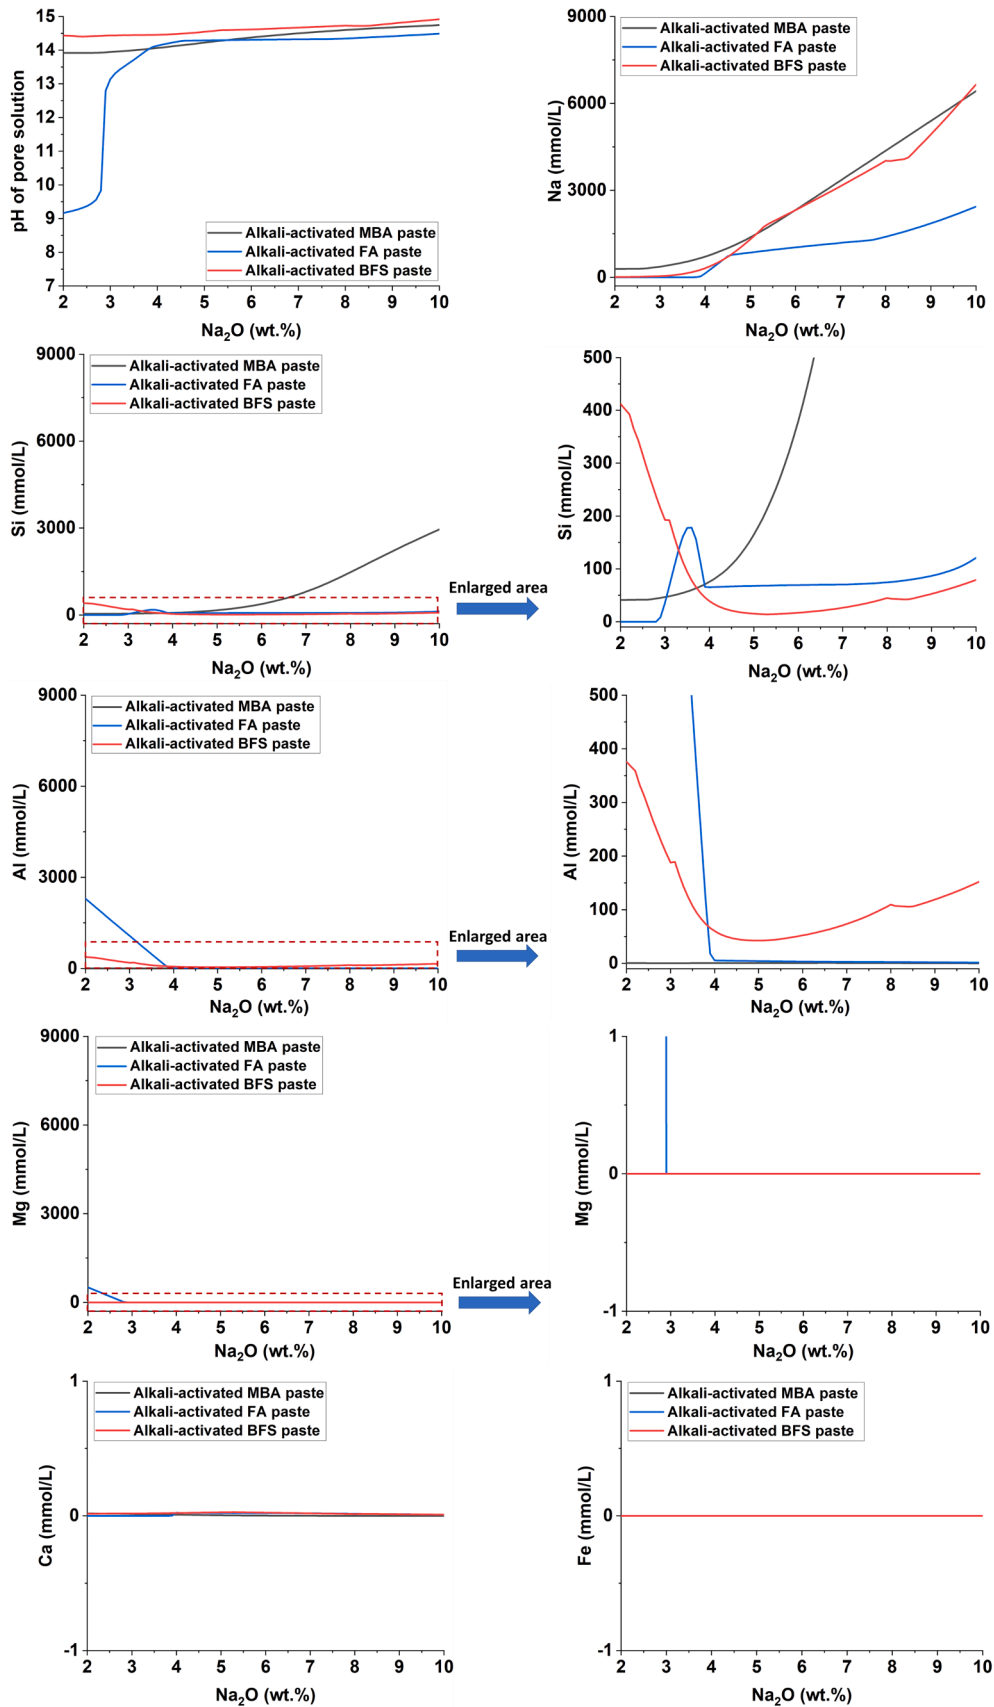 15
14
13
12
11
10
9
8
7
pH of pore solution
Alkali-activated MBA paste
Alkali-activated FA paste
Alkali-activated BFS paste
2 3 4 5 6 7 8 9 10
Na₂O (wt.%)
9000
6000
3000
0
Na (mmol/L)
Alkali-activated MBA paste
Alkali-activated FA paste
Alkali-activated BFS paste
2 3 4 5 6 7 8 9 10
Na₂O (wt.%)
9000
6000
3000
0
Si (mmol/L)
Alkali-activated MBA paste
Alkali-activated FA paste
Alkali-activated BFS paste
2 3 4 5 6 7 8 9 10
Na₂O (wt.%)
Enlarged area
500
400
300
200
100
0
Si (mmol/L)
2 3 4 5 6 7 8 9 10
Na₂O (wt.%)
9000
6000
3000
0
Al (mmol/L)
Alkali-activated MBA paste
Alkali-activated FA paste
Alkali-activated BFS paste
2 3 4 5 6 7 8 9 10
Na₂O (wt.%)
Enlarged area
500
400
300
200
100
0
Al (mmol/L)
2 3 4 5 6 7 8 9 10
Na₂O (wt.%)
9000
6000
3000
0
Mg (mmol/L)
Alkali-activated MBA paste
Alkali-activated FA paste
Alkali-activated BFS paste
2 3 4 5 6 7 8 9 10
Na₂O (wt.%)
Enlarged area
1
0
-1
Mg (mmol/L)
2 3 4 5 6 7 8 9 10
Na₂O (wt.%)
1
0
-1
Ca (mmol/L)
Alkali-activated MBA paste
Alkali-activated FA paste
Alkali-activated BFS paste
2 3 4 5 6 7 8 9 10
Na₂O (wt.%)
1
0
-1
Fe (mmol/L)
Alkali-activated MBA paste
Alkali-activated FA paste
Alkali-activated BFS paste
2 3 4 5 6 7 8 9 10
Na₂O (wt.%)